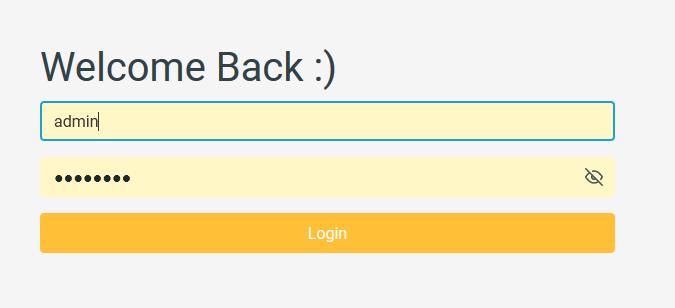 Welcome Back :)
admin
••••••••
Login